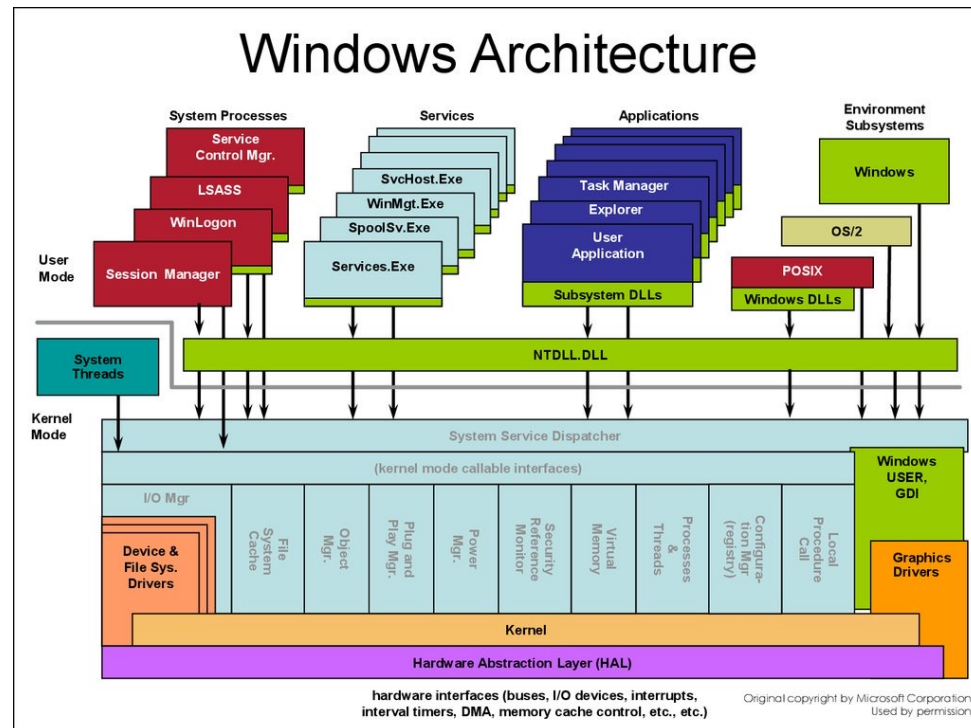 Windows Architecture
System Processes
Services
Applications
Environment
Subsystems
Service
Control Mgr.
LSASS
WinLogon
Session Manager
SvcHost.Exe
WinMgt.Exe
SpoolSv.Exe
Services.Exe
Task Manager
Explorer
User
Application
Subsystem DLLs
Windows
OS/2
POSIX
Windows DLLs
User
Mode
System
Threads
NTDLL.DLL
Kernel
Mode
System Service Dispatcher
(kernel mode callable interfaces)
Windows
USER,
GDI
I/O Mgr
Device &
File Sys.
Drivers
File
System
Cache
Object
Mgr.
Plug and
Play Mgr.
Power
Mgr.
Security
Reference
Monitor
Virtual
Memory
Processes
&
Threads
Configura-
tion Mgr
(registry)
Local
Procedure
Call
Graphics
Drivers
Kernel
Hardware Abstraction Layer (HAL)
hardware interfaces (buses, I/O devices, interrupts,
interval timers, DMA, memory cache control, etc., etc.)
Original copyright by Microsoft Corporation
Used by permission